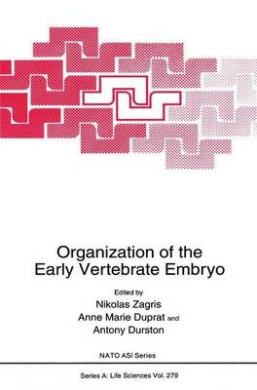 Organization of the
Early Vertebrate Embryo
Edited by
Nikolas Zagris
Anne Marie Duprat and
Antony Durston
NATO ASI Series
Series A: Life Sciences Vol. 279